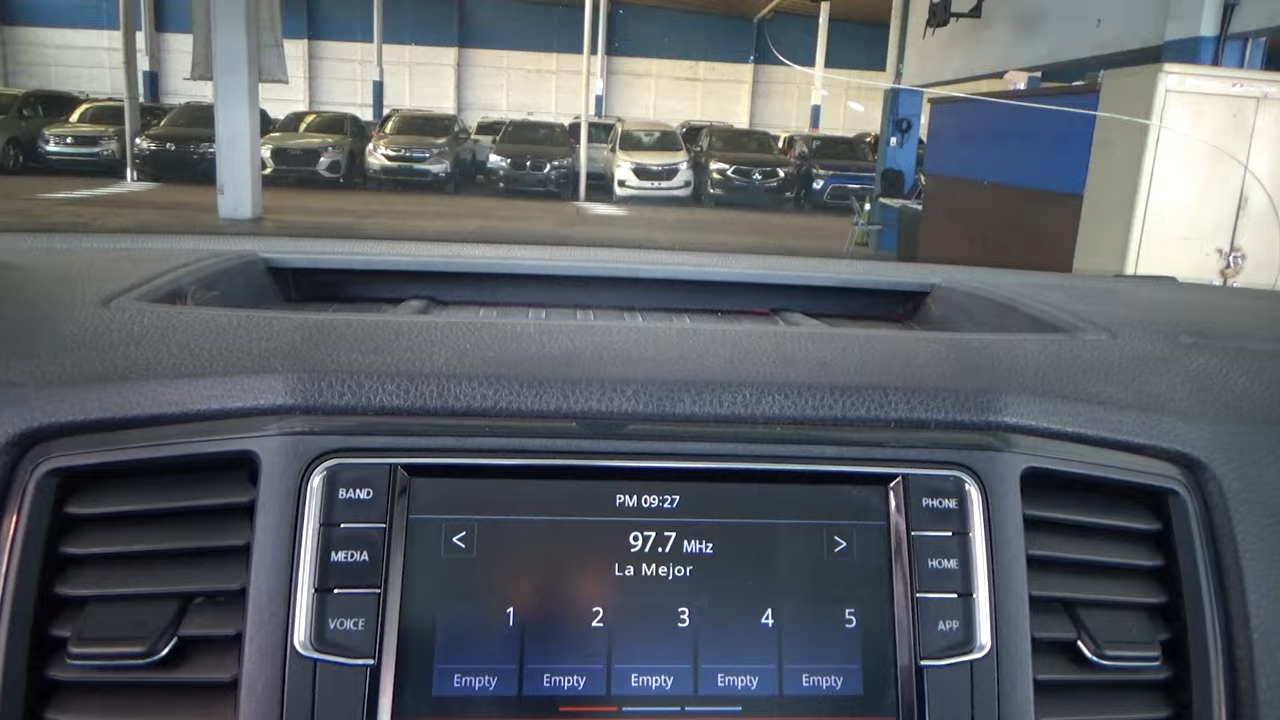 PM 09:27
BAND
PHONE
<
97.7 MHz
>
La Mejor
MEDIA
HOME
VOICE
APP
1 2 3 4 5
Empty Empty Empty Empty Empty